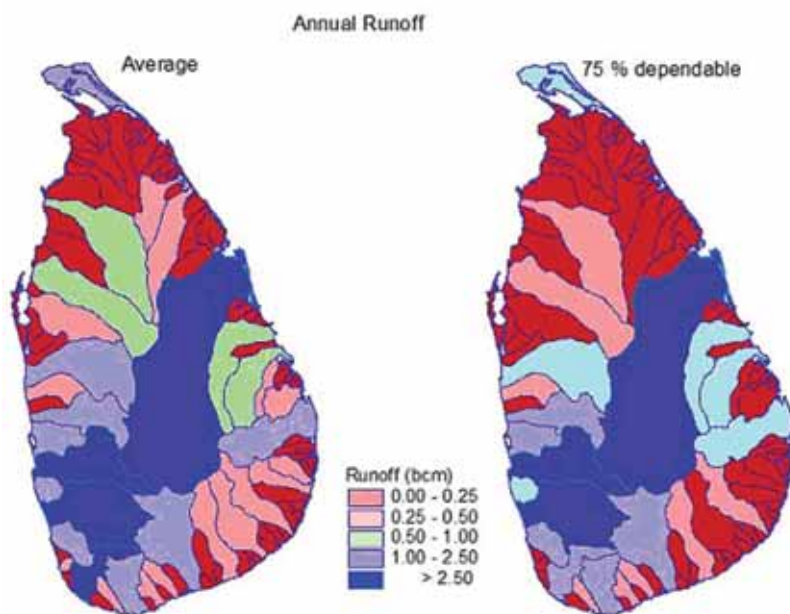 Annual Runoff
Average
75 % dependable
Runoff (bcm)
0.00 - 0.25
0.25 - 0.50
0.50 - 1.00
1.00 - 2.50
> 2.50